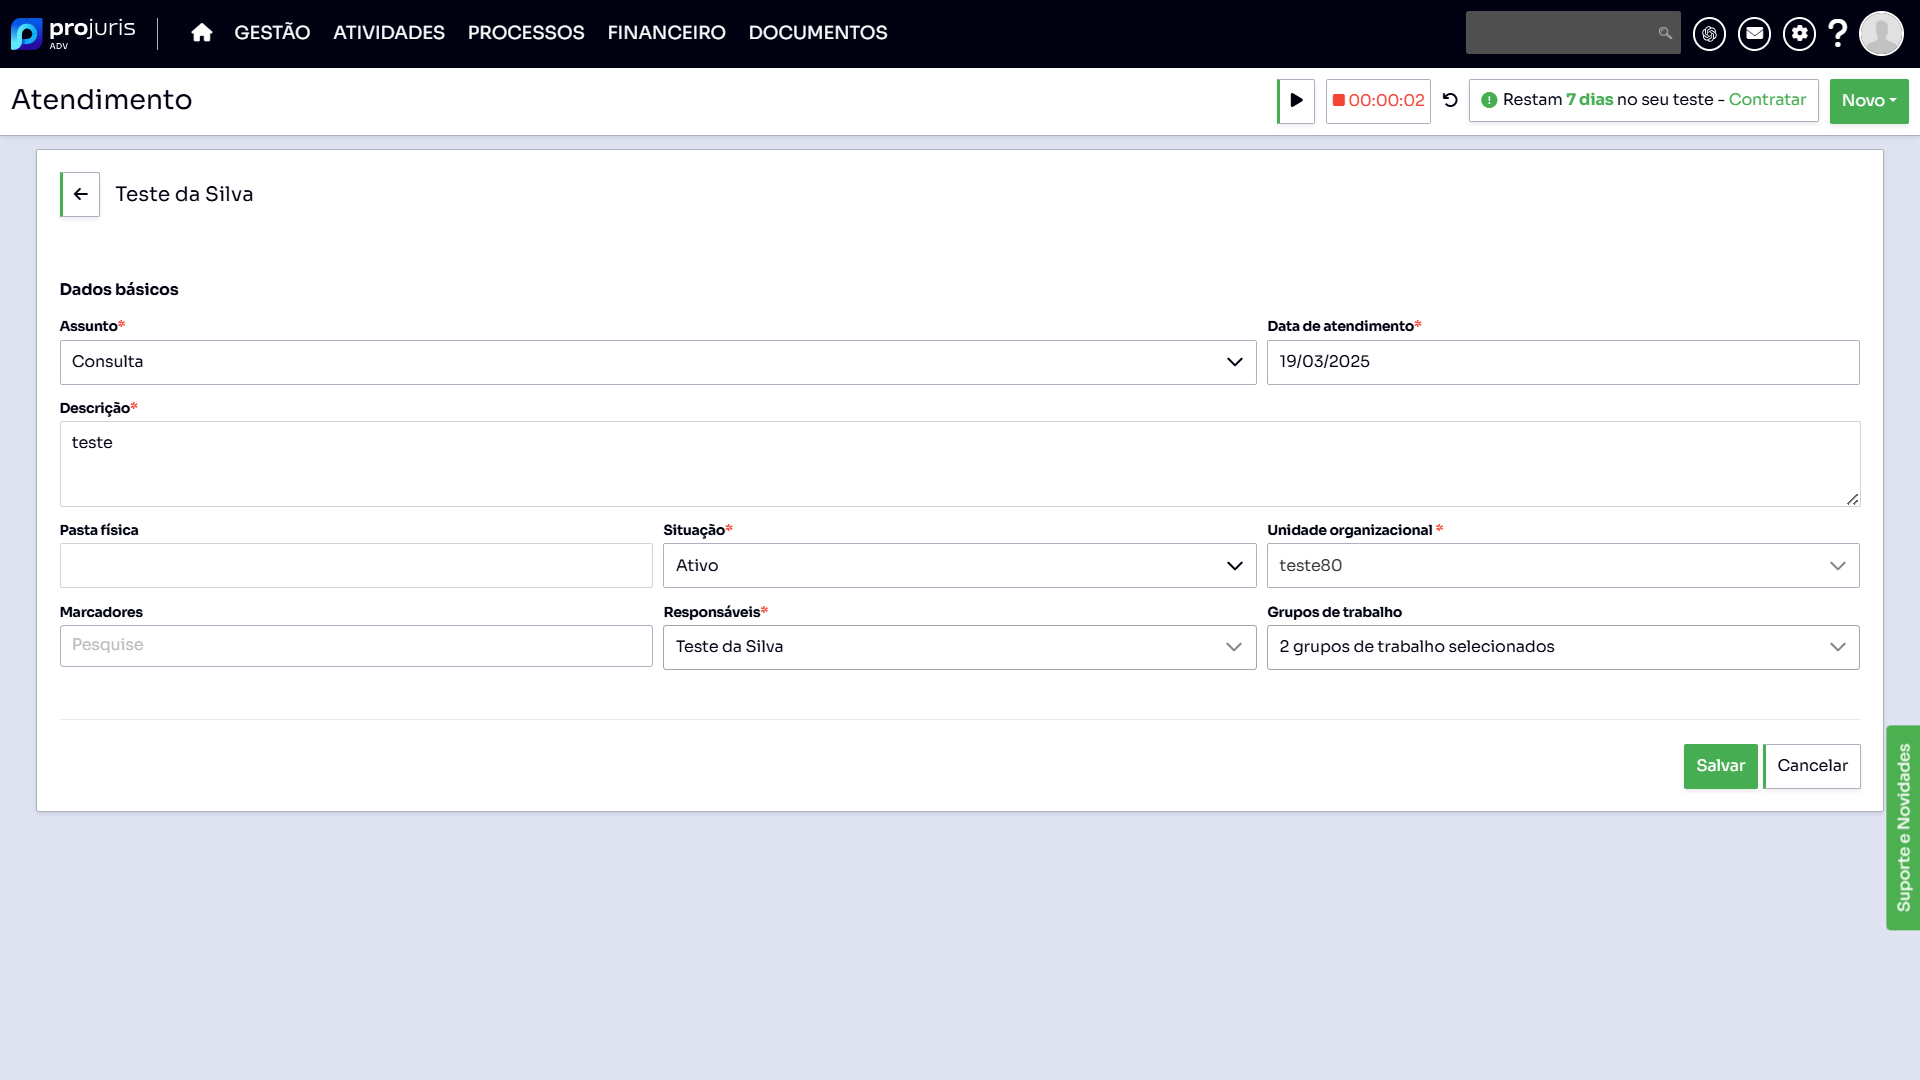 projuris
ADV
GESTÃO ATIVIDADES PROCESSOS FINANCEIRO DOCUMENTOS
Atendimento
00:00:02
Restam 7 dias no seu teste - Contratar
Novo
Teste da Silva
Dados básicos
Assunto* Data de atendimento*
Consulta 19/03/2025
Descrição*
teste
Pasta física Situação* Unidade organizacional *
Ativo teste80
Marcadores Responsáveis* Grupos de trabalho
Pesquise Teste da Silva 2 grupos de trabalho selecionados
Salvar Cancelar
Suporte e Novidades